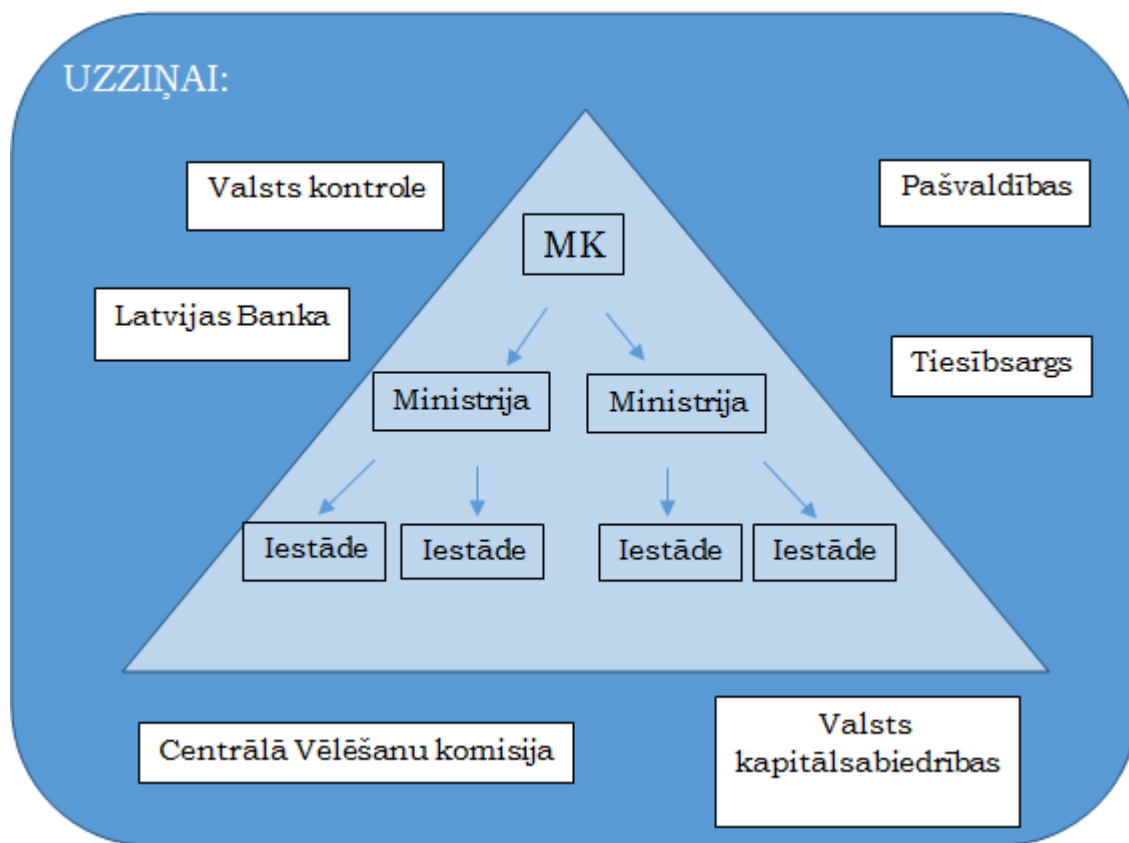 UZZIŅAI:
Valsts kontrole
Pašvaldības
MK
Latvijas Banka
Tiesībsargs
Ministrija
Ministrija
Iestāde
Iestāde
Iestāde
Iestāde
Centrālā Vēlēšanu komisija
Valsts
kapitālsabiedrības